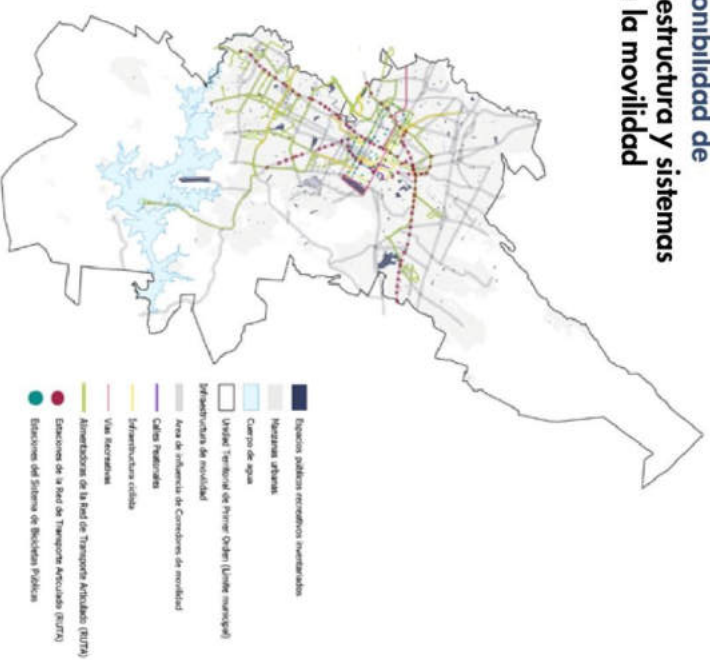 onibilidad de
estructura y sistemas
la movilidad
Espacios públicos recreativos inventariados
Manzanas urbanas
Cuerpo de agua
Unidad Territorial de Primer Orden (Límite municipal)
Infraestructura de movilidad
Área de influencia de Corredores de movilidad
Calles Peatonales
Infraestructura ciclista
Vías Recreativas
Alimentadoras de la Red de Transporte Articulado (RUTA)
Estaciones de la Red de Transporte Articulado (RUTA)
Estaciones del Sistema de Bicicletas Públicas